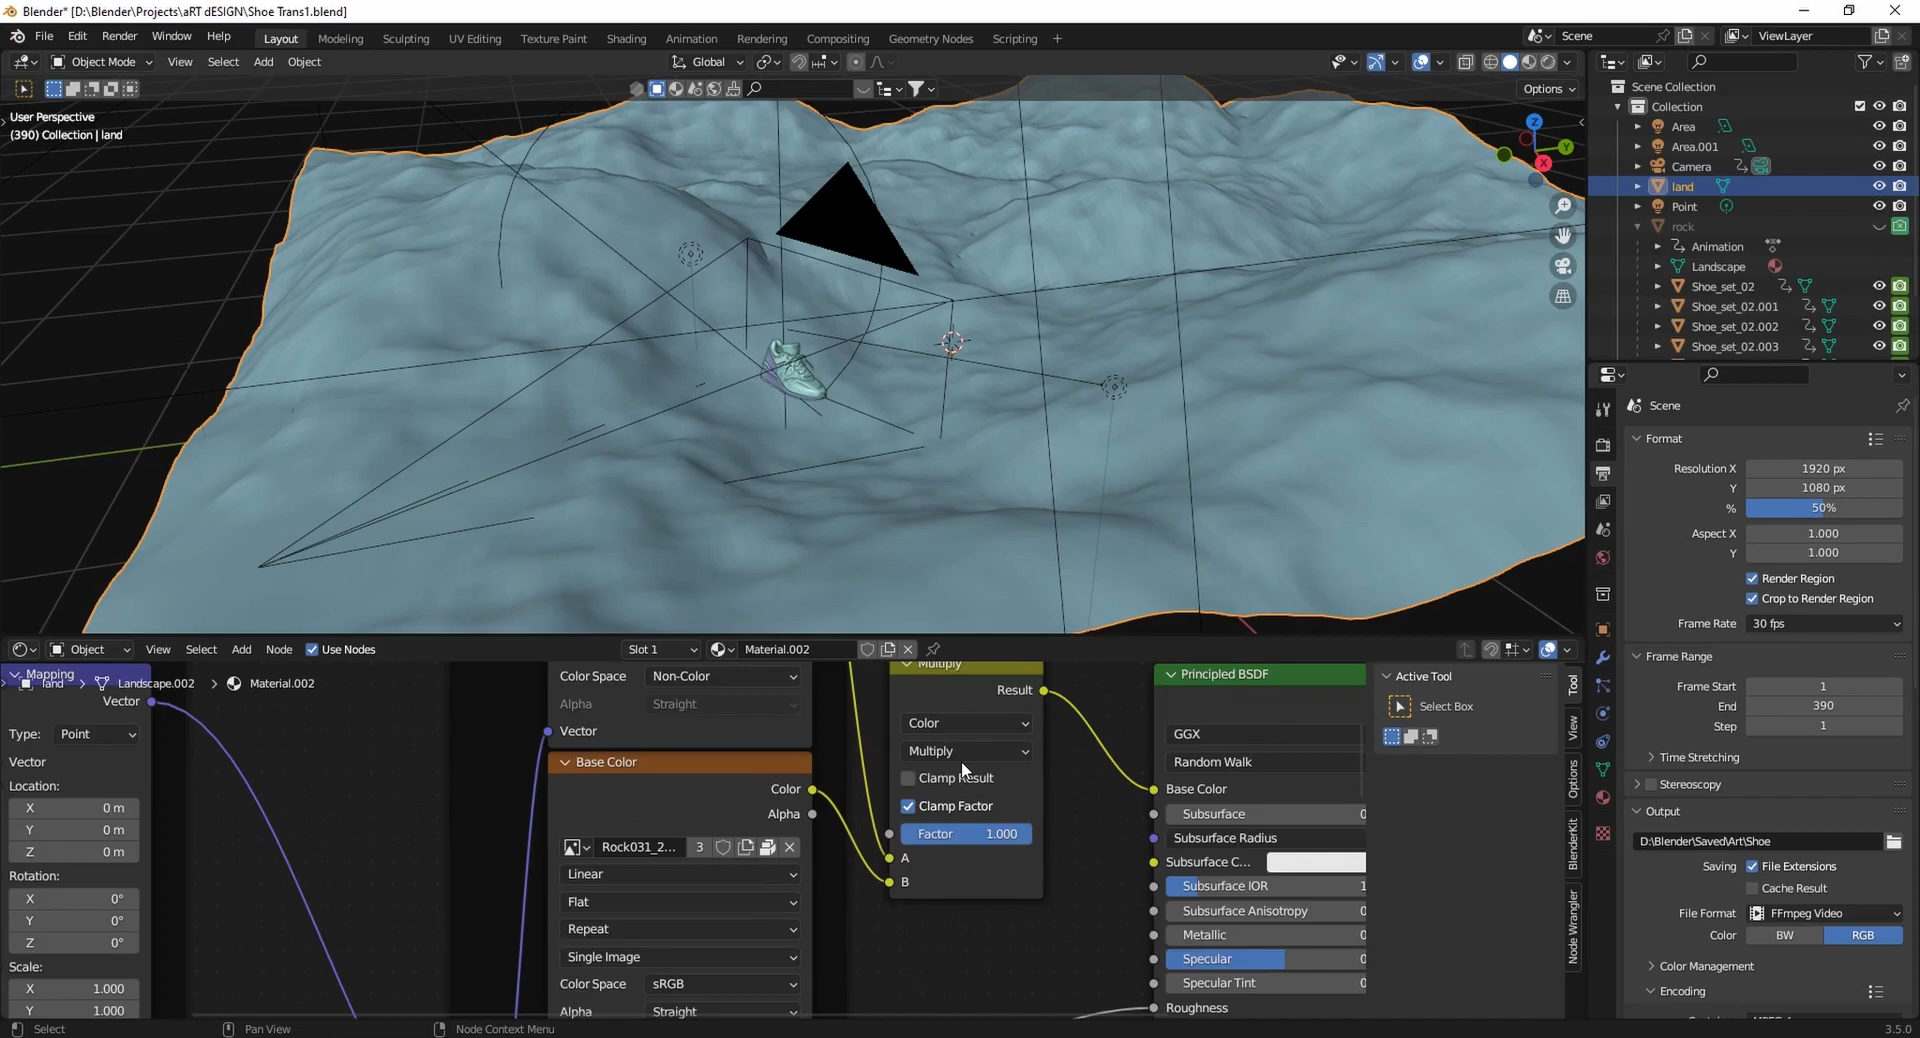 Blender* [D:\Blender\Projects\aRT dESIGN\Shoe Trans1.blend]
File Edit Render Window Help Layout Modeling Sculpting UV Editing Texture Paint Shading Animation Rendering Compositing Geometry Nodes Scripting + Scene ViewLayer
Object Mode View Select Add Object Global
Options
User Perspective
(390) Collection | land
Z
Y
X
Scene Collection
Collection
Area
Area.001
Camera
land
Point
rock
Animation
Landscape
Shoe_set_02
Shoe_set_02.001
Shoe_set_02.002
Shoe_set_02.003
Scene
Format
Resolution X 1920 px
Y 1080 px
% 50%
Aspect X 1.000
Y 1.000
Render Region
Crop to Render Region
Frame Rate 30 fps
Frame Range
Frame Start 1
End 390
Step 1
Time Stretching
Stereoscopy
Output
D:\Blender\Saved\Art\Shoe
Saving File Extensions
Cache Result
File Format FFmpeg Video
Color BW RGB
Color Management
Encoding
Object View Select Add Node Use Nodes Slot 1 Material.002
Mapping
land > Landscape.002 > Material.002
Vector
Type: Point
Vector
Location:
X 0 m
Y 0 m
Z 0 m
Rotation:
X 0°
Y 0°
Z 0°
Scale:
X 1.000
Y 1.000
Color Space Non-Color
Alpha Straight
Vector
Base Color
Color
Alpha
Rock031_2... 3
Linear
Flat
Repeat
Single Image
Color Space sRGB
Alpha Straight
Multiply
Result
Color
Multiply
Clamp Result
Clamp Factor
Factor 1.000
A
B
Principled BSDF
GGX
Random Walk
Base Color
Subsurface 0
Subsurface Radius
Subsurface C...
Subsurface IOR 1
Subsurface Anisotropy 0
Metallic 0
Specular 0
Specular Tint 0
Roughness
Active Tool
Select Box
Tool
View
Options
BlenderKit
Node Wrangler
Select Pan View Node Context Menu 3.5.0